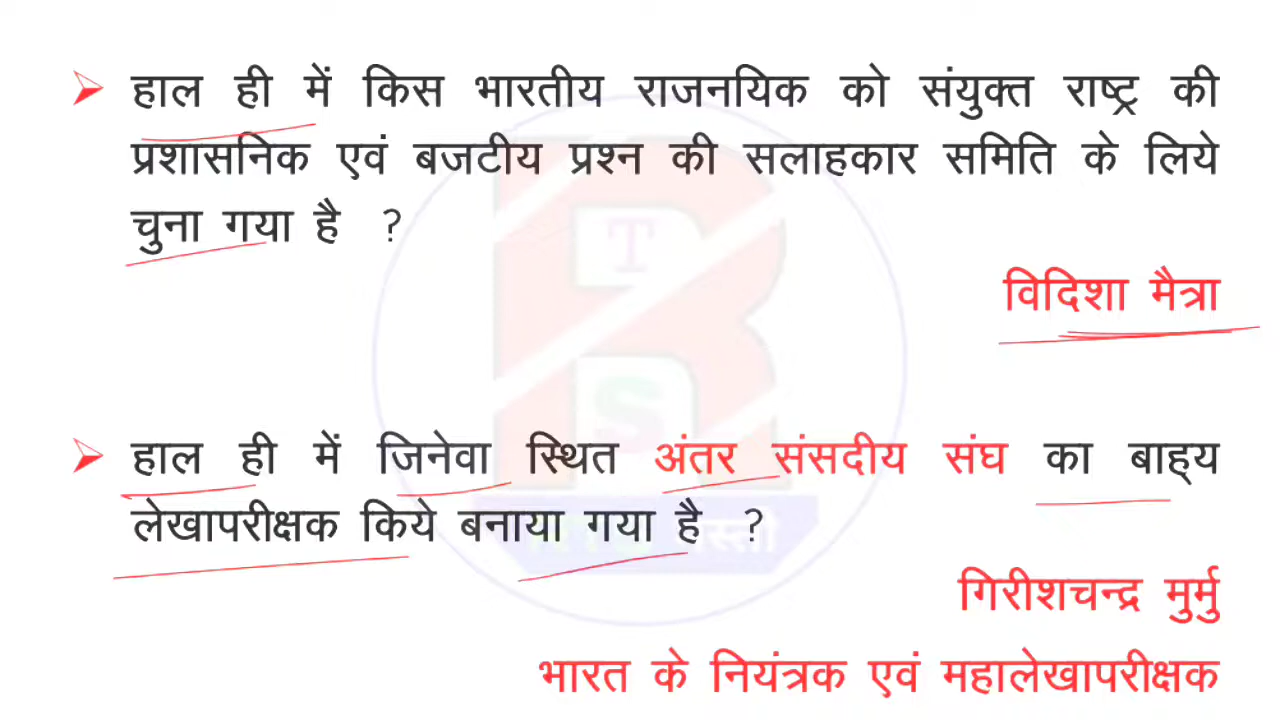 हाल ही में किस भारतीय राजनयिक को संयुक्त राष्ट्र की
प्रशासनिक एवं बजटीय प्रश्न की सलाहकार समिति के लिये
चुना गया है ?
T
विदिशा मैत्रा
S
हाल ही में जिनेवा स्थित अंतर संसदीय संघ का बाह्य
लेखापरीक्षक किये बनाया गया है ?
बस्ती
गिरीशचन्द्र मुर्मु
भारत के नियंत्रक एवं महालेखापरीक्षक